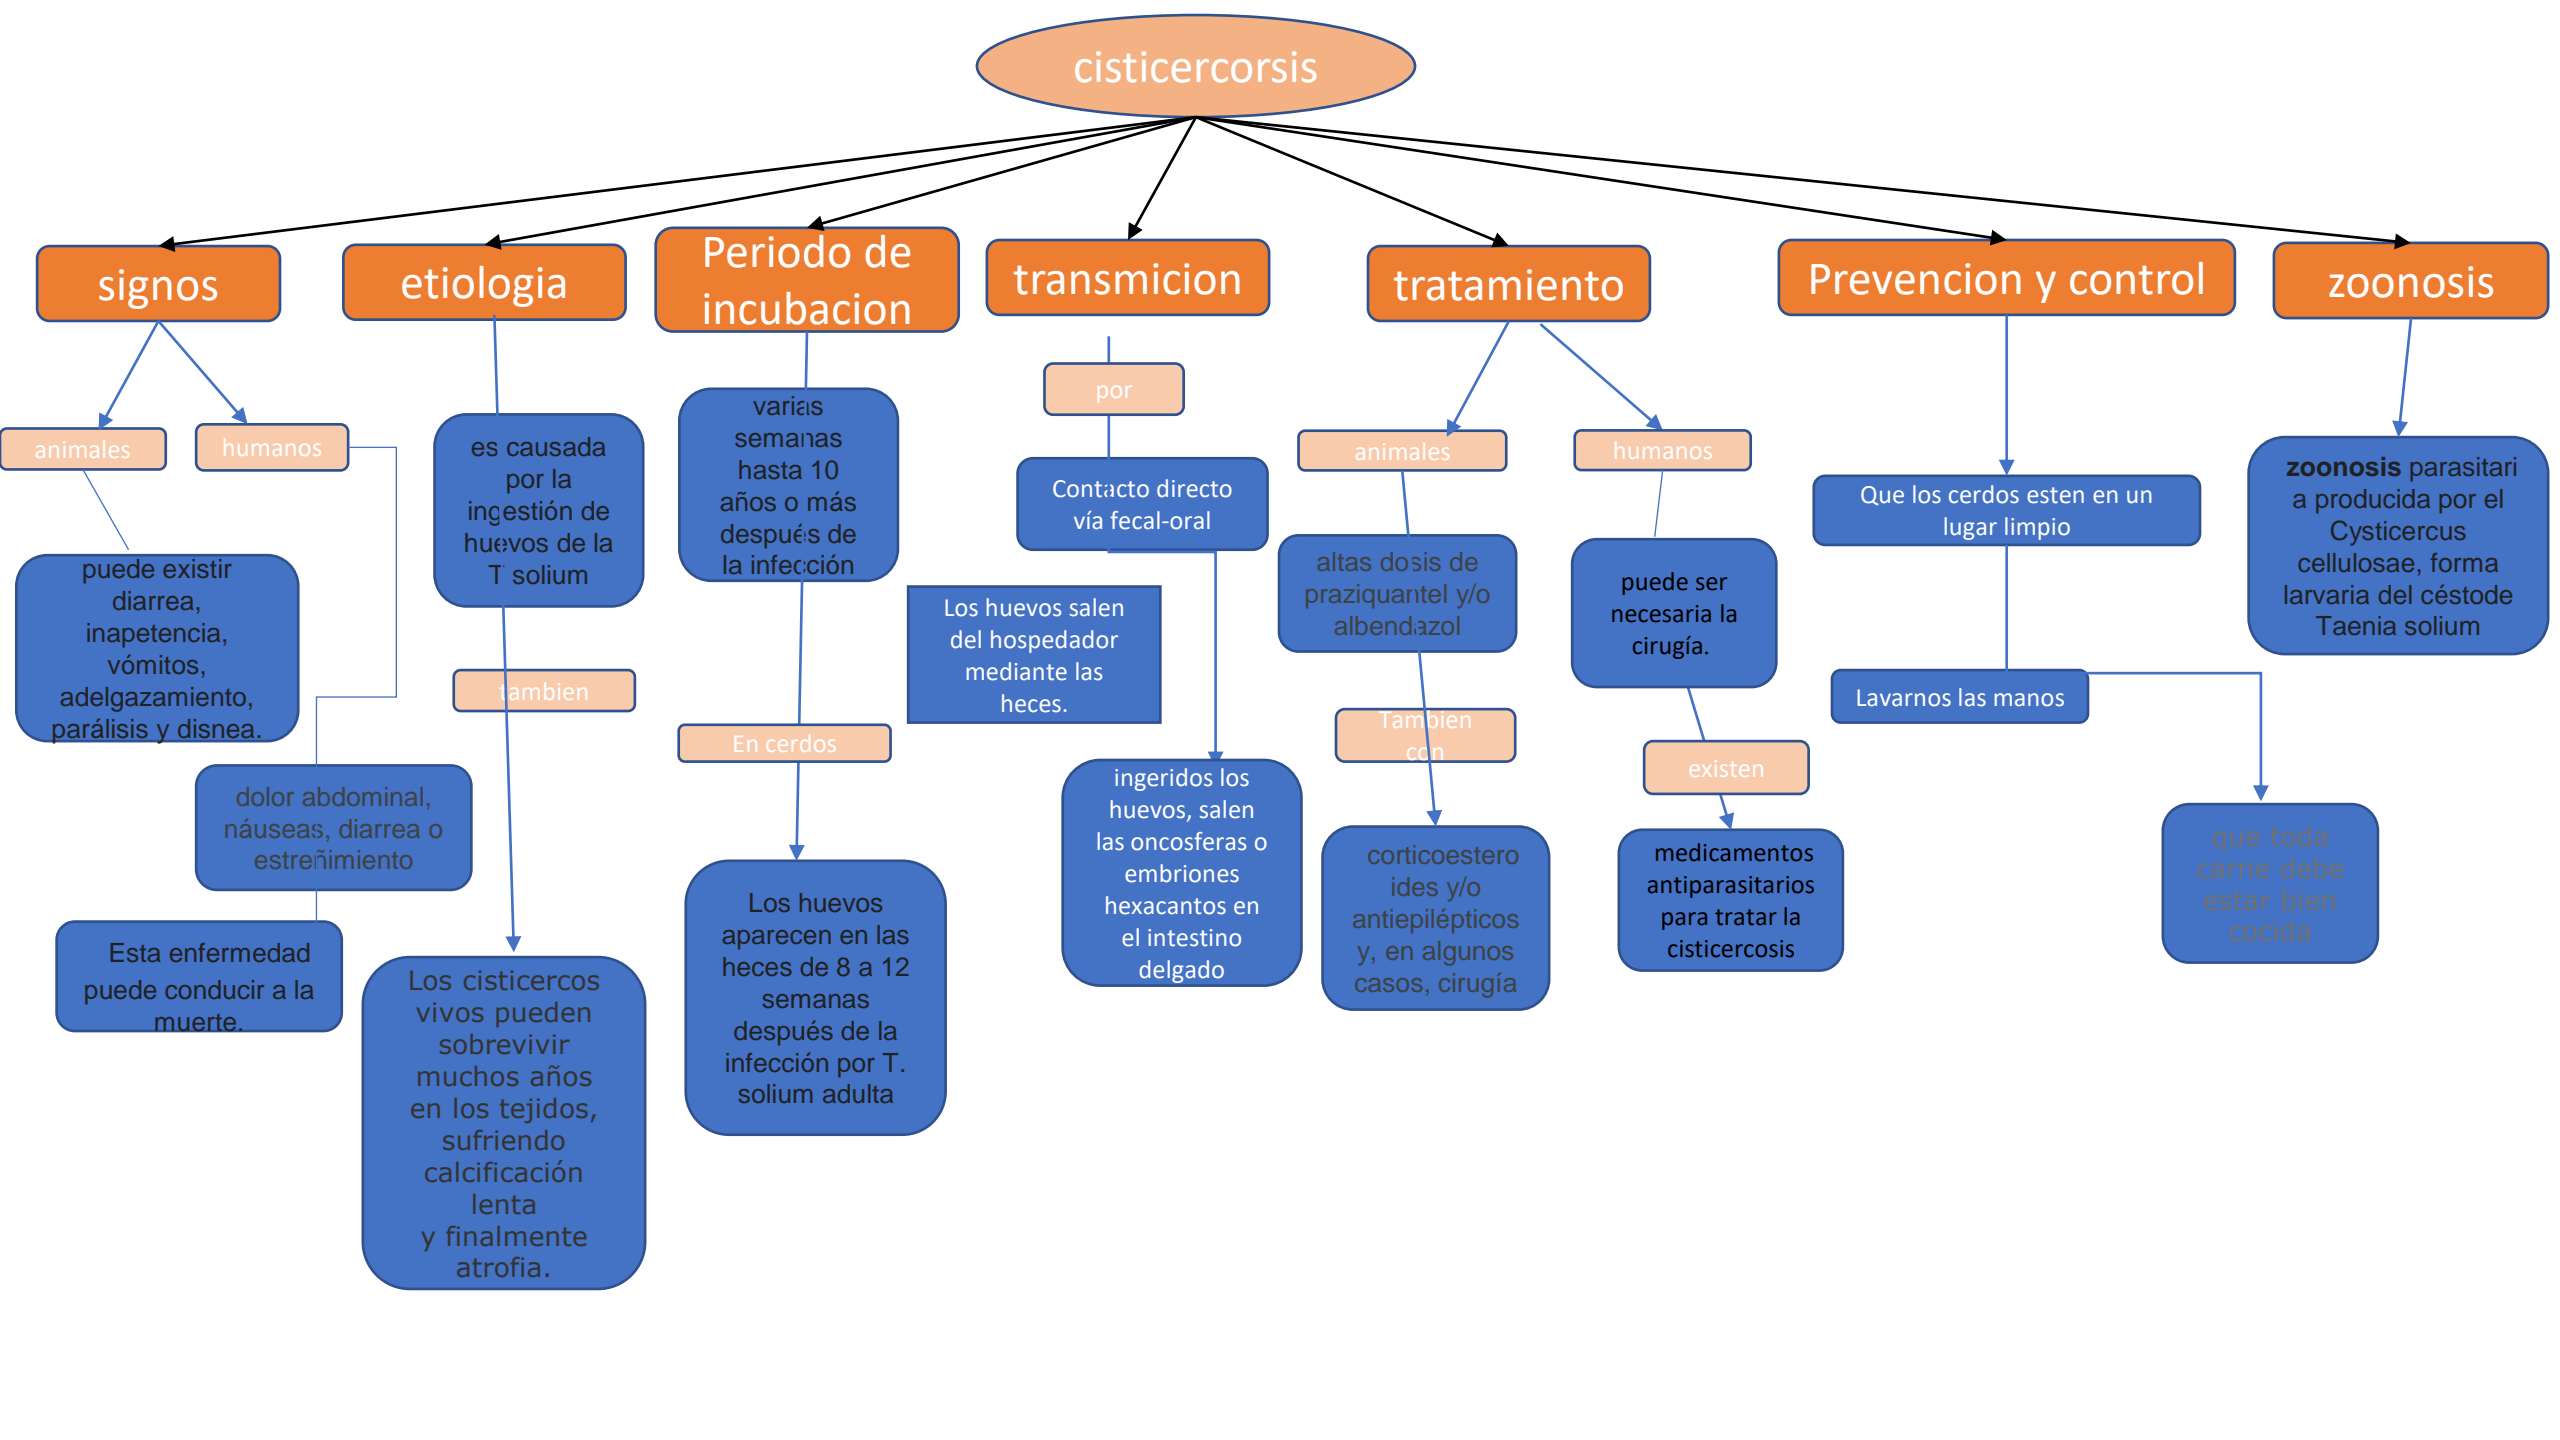 cisticercorsis
signos
animales
humanos
puede existir
diarrea,
inapetencia,
vómitos,
adelgazamiento,
parálisis y disnea.
dolor abdominal,
náuseas, diarrea o
estreñimiento
Esta enfermedad
puede conducir a la
muerte.
etiologia
es causada
por la
ingestión de
huevos de la
T solium
tambien
Los cisticercos
vivos pueden
sobrevivir
muchos años
en los tejidos,
sufriendo
calcificación
lenta
y finalmente
atrofia.
Periodo de
incubacion
varias
semanas
hasta 10
años o más
después de
la infección
En cerdos
Los huevos
aparecen en las
heces de 8 a 12
semanas
después de la
infección por T.
solium adulta
transmicion
por
Contacto directo
vía fecal-oral
Los huevos salen
del hospedador
mediante las
heces.
ingeridos los
huevos, salen
las oncosferas o
embriones
hexacantos en
el intestino
delgado
tratamiento
animales
humanos
altas dosis de
praziquantel y/o
albendazol
Tambien
con
corticoestero
ides y/o
antiepilépticos
y, en algunos
casos, cirugía
puede ser
necesaria la
cirugía.
existen
medicamentos
antiparasitarios
para tratar la
cisticercosis
Prevencion y control
Que los cerdos esten en un
lugar limpio
Lavarnos las manos
que toda
carne debe
estar bien
cocida
zoonosis
zoonosis parasitari
a producida por el
Cysticercus
cellulosae, forma
larvaria del céstode
Taenia solium